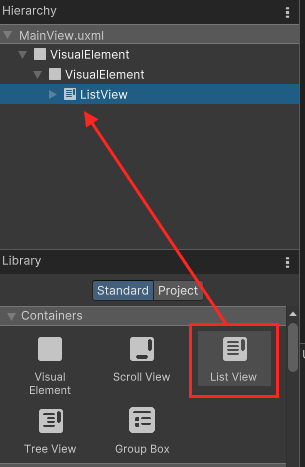 Hierarchy
MainView.uxml
VisualElement
VisualElement
ListView
Library
Standard Project
Containers
Visual
Element
Scroll View
List View
Tree View
Group Box